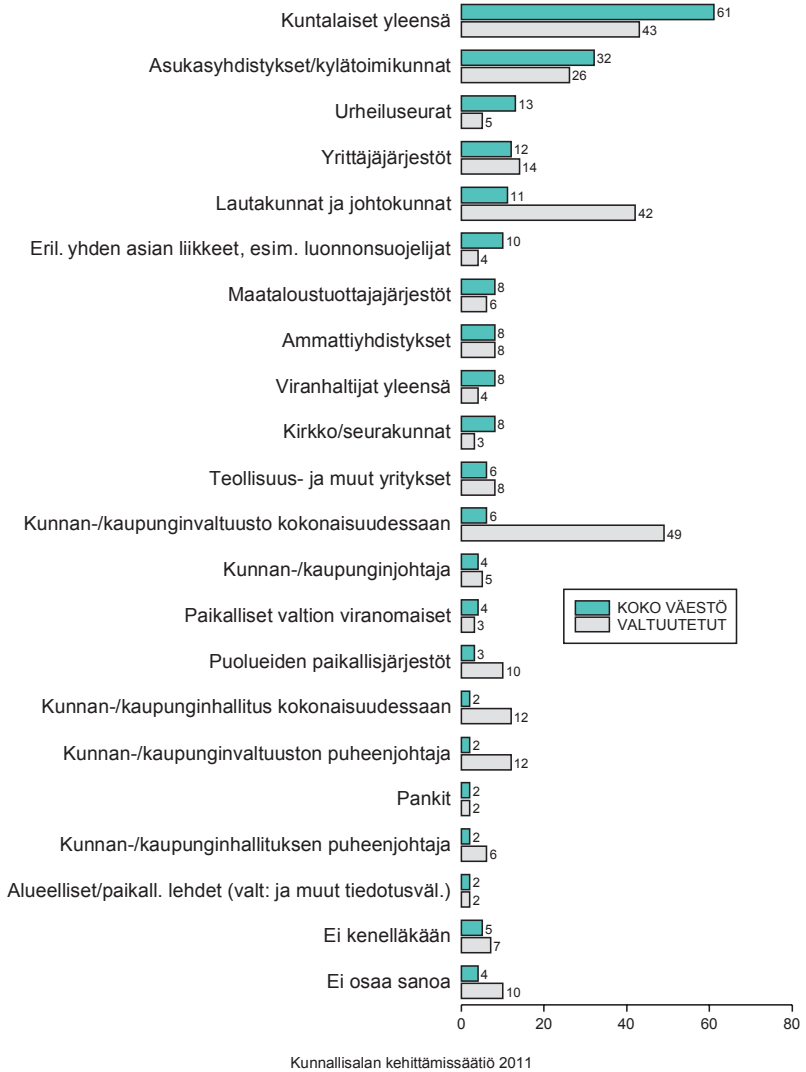 Kuntalaiset yleensä 61
43
Asukasyhdistykset/kylätoimikunnat 32
26
Urheiluseurat 13
5
Yrittäjäjärjestöt 12
14
Lautakunnat ja johtokunnat 11
42
Eril. yhden asian liikkeet, esim. luonnonsuojelijat 10
4
Maataloustuottajajärjestöt 8
6
Ammattiyhdistykset 8
8
Viranhaltijat yleensä 8
4
Kirkko/seurakunnat 8
3
Teollisuus- ja muut yritykset 6
8
Kunnan-/kaupunginvaltuusto kokonaisuudessaan 6
49
Kunnan-/kaupunginjohtaja 4
5
Paikalliset valtion viranomaiset 4
3
KOKO VÄESTÖ
VALTUUTETUT
Puolueiden paikallisjärjestöt 3
10
Kunnan-/kaupunginhallitus kokonaisuudessaan 2
12
Kunnan-/kaupunginvaltuuston puheenjohtaja 2
12
Pankit 2
2
Kunnan-/kaupunginhallituksen puheenjohtaja 2
6
Alueelliset/paikall. lehdet (valt: ja muut tiedotusväl.) 2
2
Ei kenelläkään 5
7
Ei osaa sanoa 4
10
0 20 40 60 80
Kunnallisalan kehittämissäätiö 2011